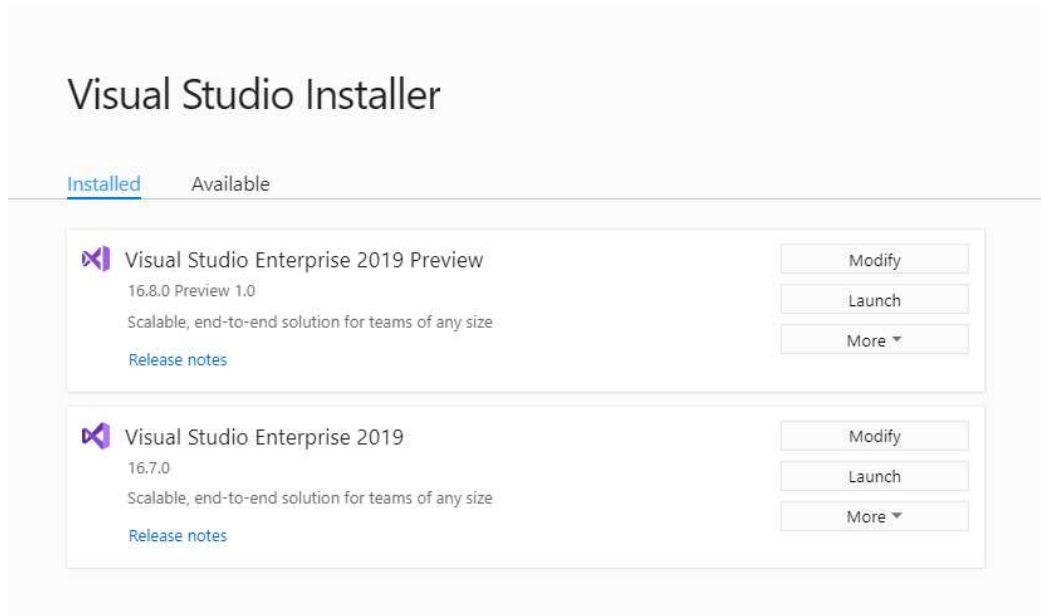 Visual Studio Installer
Installed Available
Visual Studio Enterprise 2019 Preview
16.8.0 Preview 1.0
Scalable, end-to-end solution for teams of any size
Release notes
Modify
Launch
More
Visual Studio Enterprise 2019
16.7.0
Scalable, end-to-end solution for teams of any size
Release notes
Modify
Launch
More